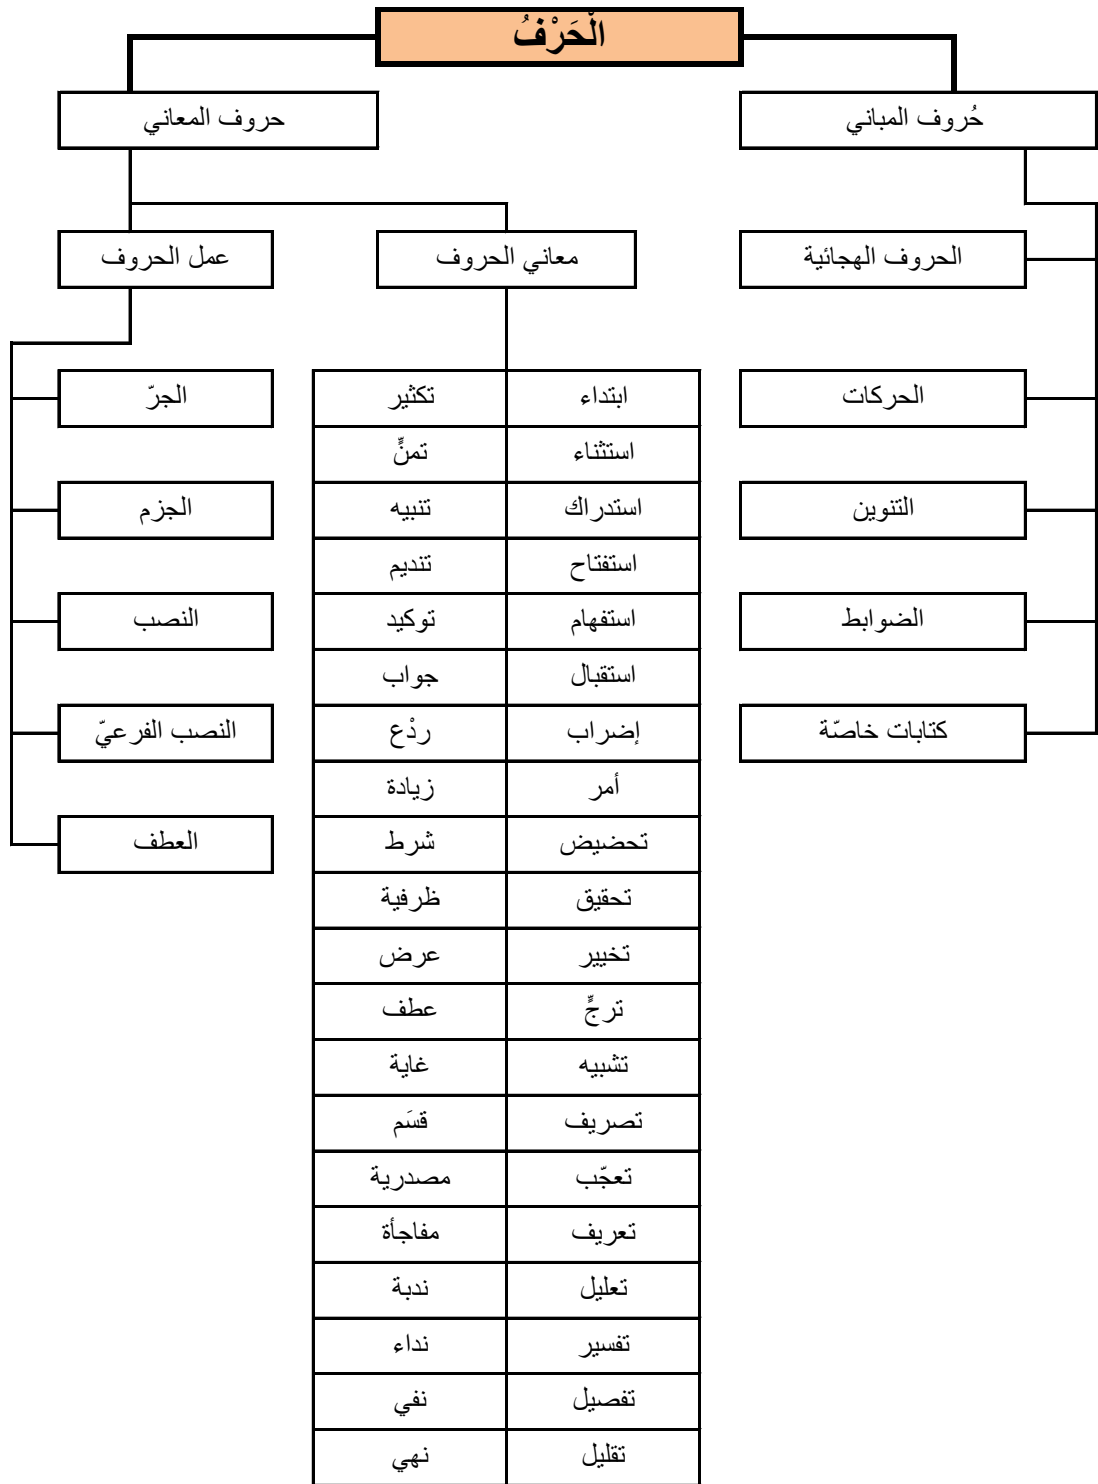 الْحَرْفُ
حُروف المباني
حروف المعاني
الحروف الهجائية
معاني الحروف
عمل الحروف
الحركات
ابتداء
تكثير
الجرّ
استثناء
تمنٍّ
التنوين
استدراك
تنبيه
الجزم
استفتاح
تنديم
الضوابط
استفهام
توكيد
النصب
استقبال
جواب
كتابات خاصّة
إضراب
ردْع
النصب الفرعيّ
أمر
زيادة
تحضيض
شرط
العطف
تحقيق
ظرفية
تخيير
عرض
ترجٍّ
عطف
تشبيه
غاية
تصريف
قسَم
تعجّب
مصدرية
تعريف
مفاجأة
تعليل
ندبة
تفسير
نداء
تفصيل
نفي
تقليل
نهي